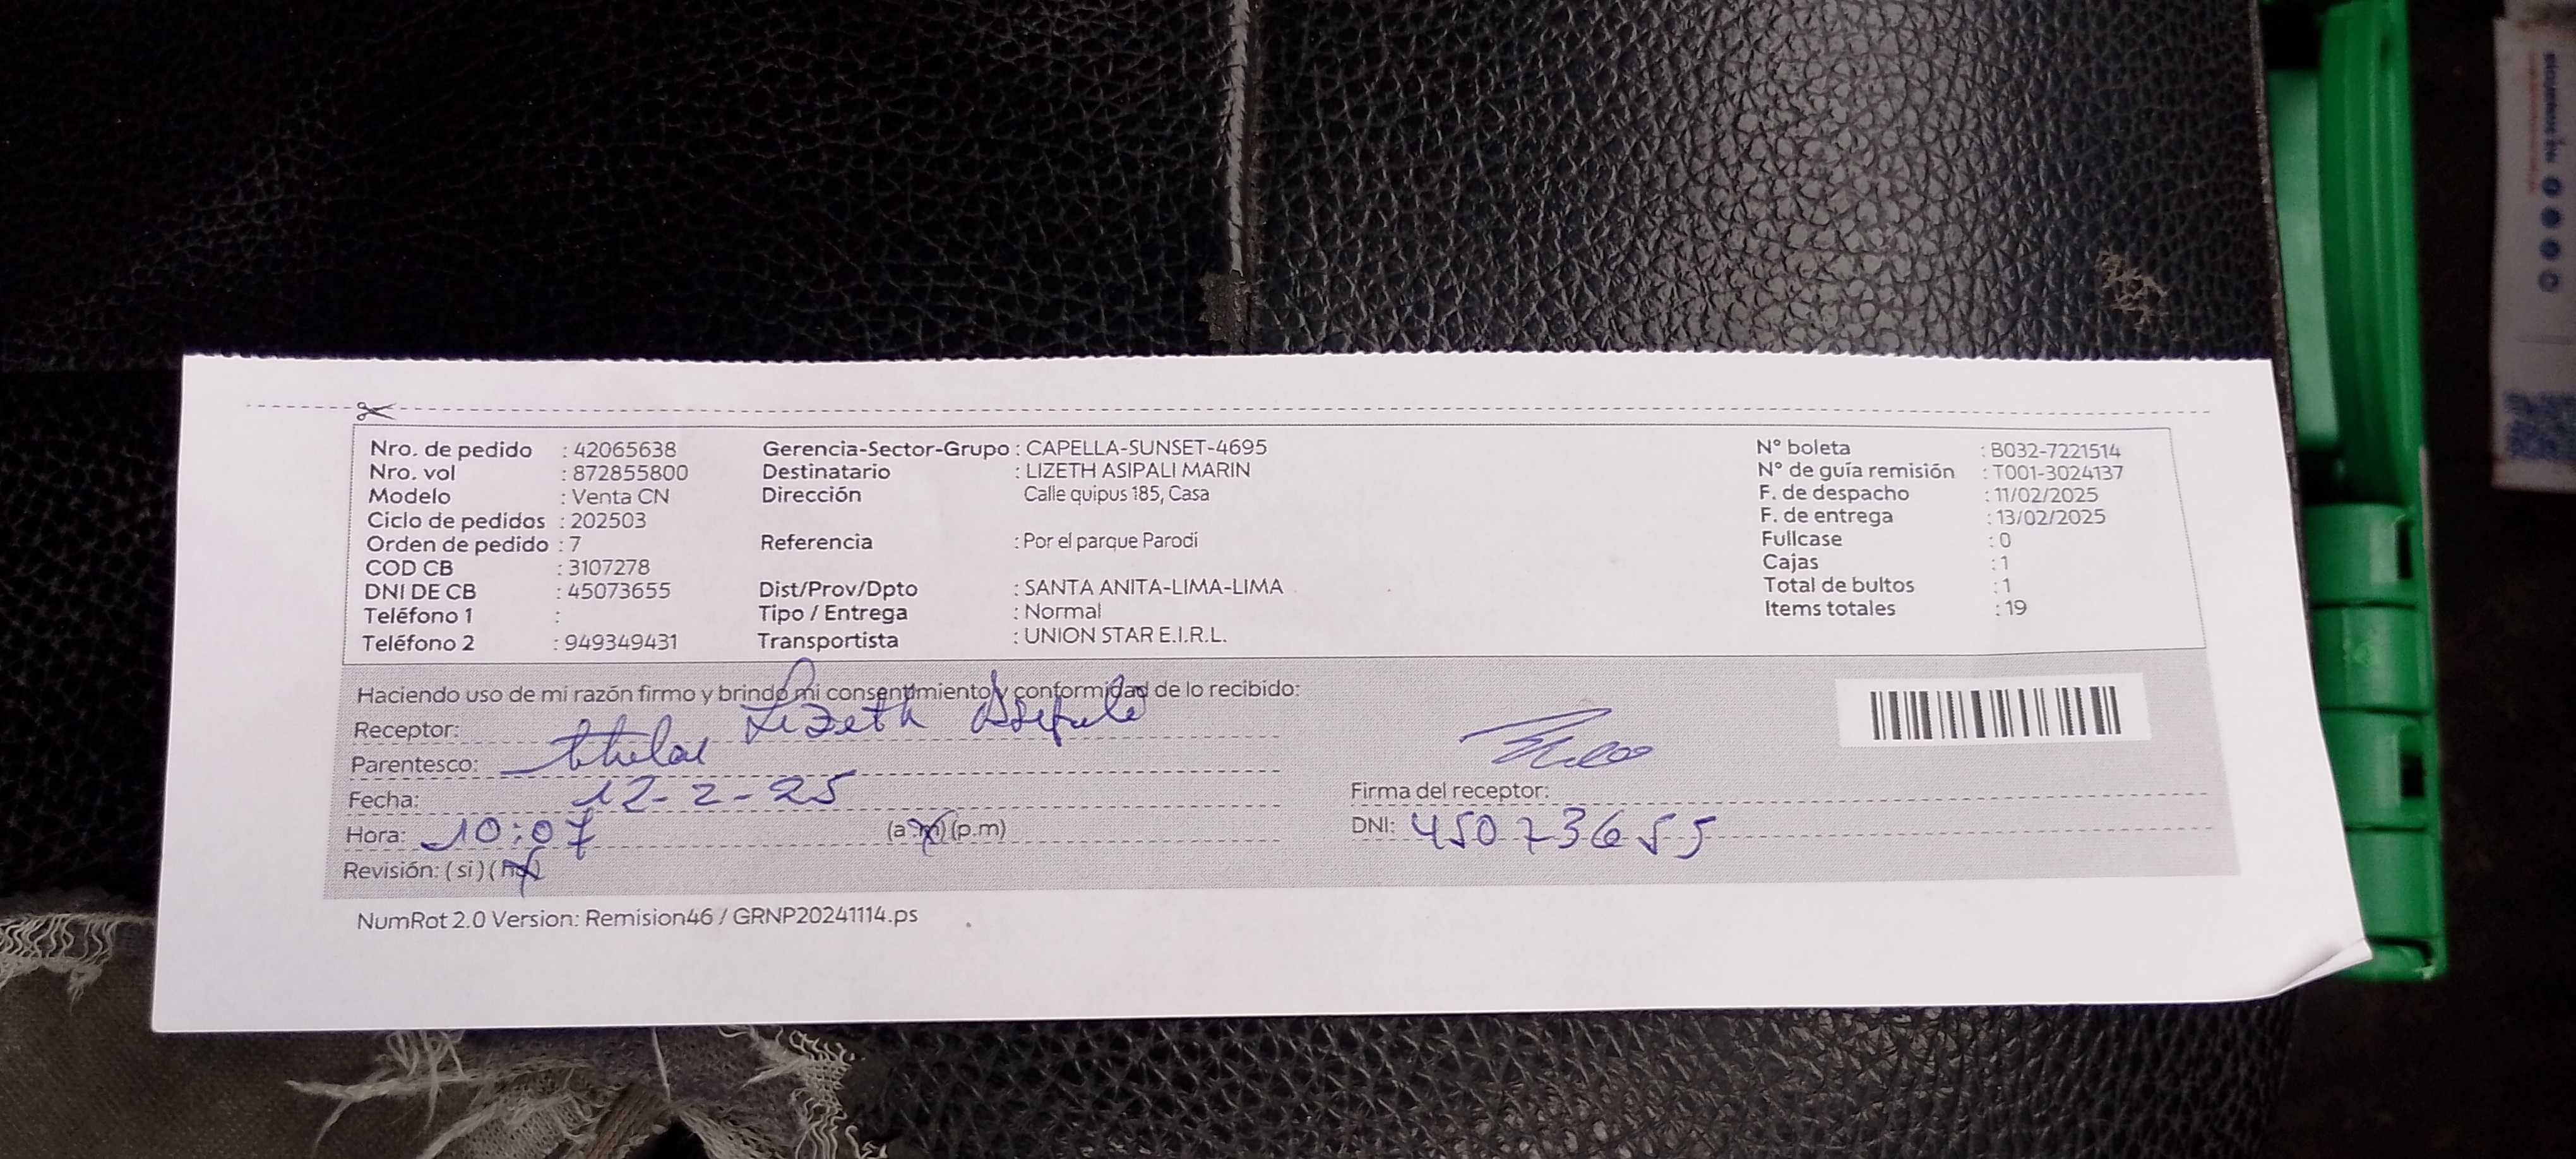 Nro. de pedido : 42065638 Gerencia-Sector-Grupo : CAPELLA-SUNSET-4695 N° boleta : B032-7221514
Nro. vol : 872855800 Destinatario : LIZETH ASIPALI MARIN N° de guía remisión : T001-3024137
Modelo : Venta CN Dirección Calle quipus 185, Casa F. de despacho : 11/02/2025
Ciclo de pedidos : 202503 F. de entrega : 13/02/2025
Orden de pedido : 7 Referencia : Por el parque Parodi Fullcase : 0
COD CB : 3107278 Cajas : 1
DNI DE CB : 45073655 Dist/Prov/Dpto : SANTA ANITA-LIMA-LIMA Total de bultos : 1
Teléfono 1 : Tipo / Entrega : Normal Items totales : 19
Teléfono 2 : 949349431 Transportista : UNION STAR E.I.R.L.
Haciendo uso de mi razón firmo y brindo mi consentimiento y conformidad de lo recibido:
Receptor: Lizeth Asipali
Parentesco: titular
Fecha: 12-2-25 Firma del receptor:
Hora: 10:07 (a.m) (p.m) DNI: 45073655
Revisión: ( si ) ( no )
NumRot 2.0 Version: Remision46 / GRNP20241114.ps